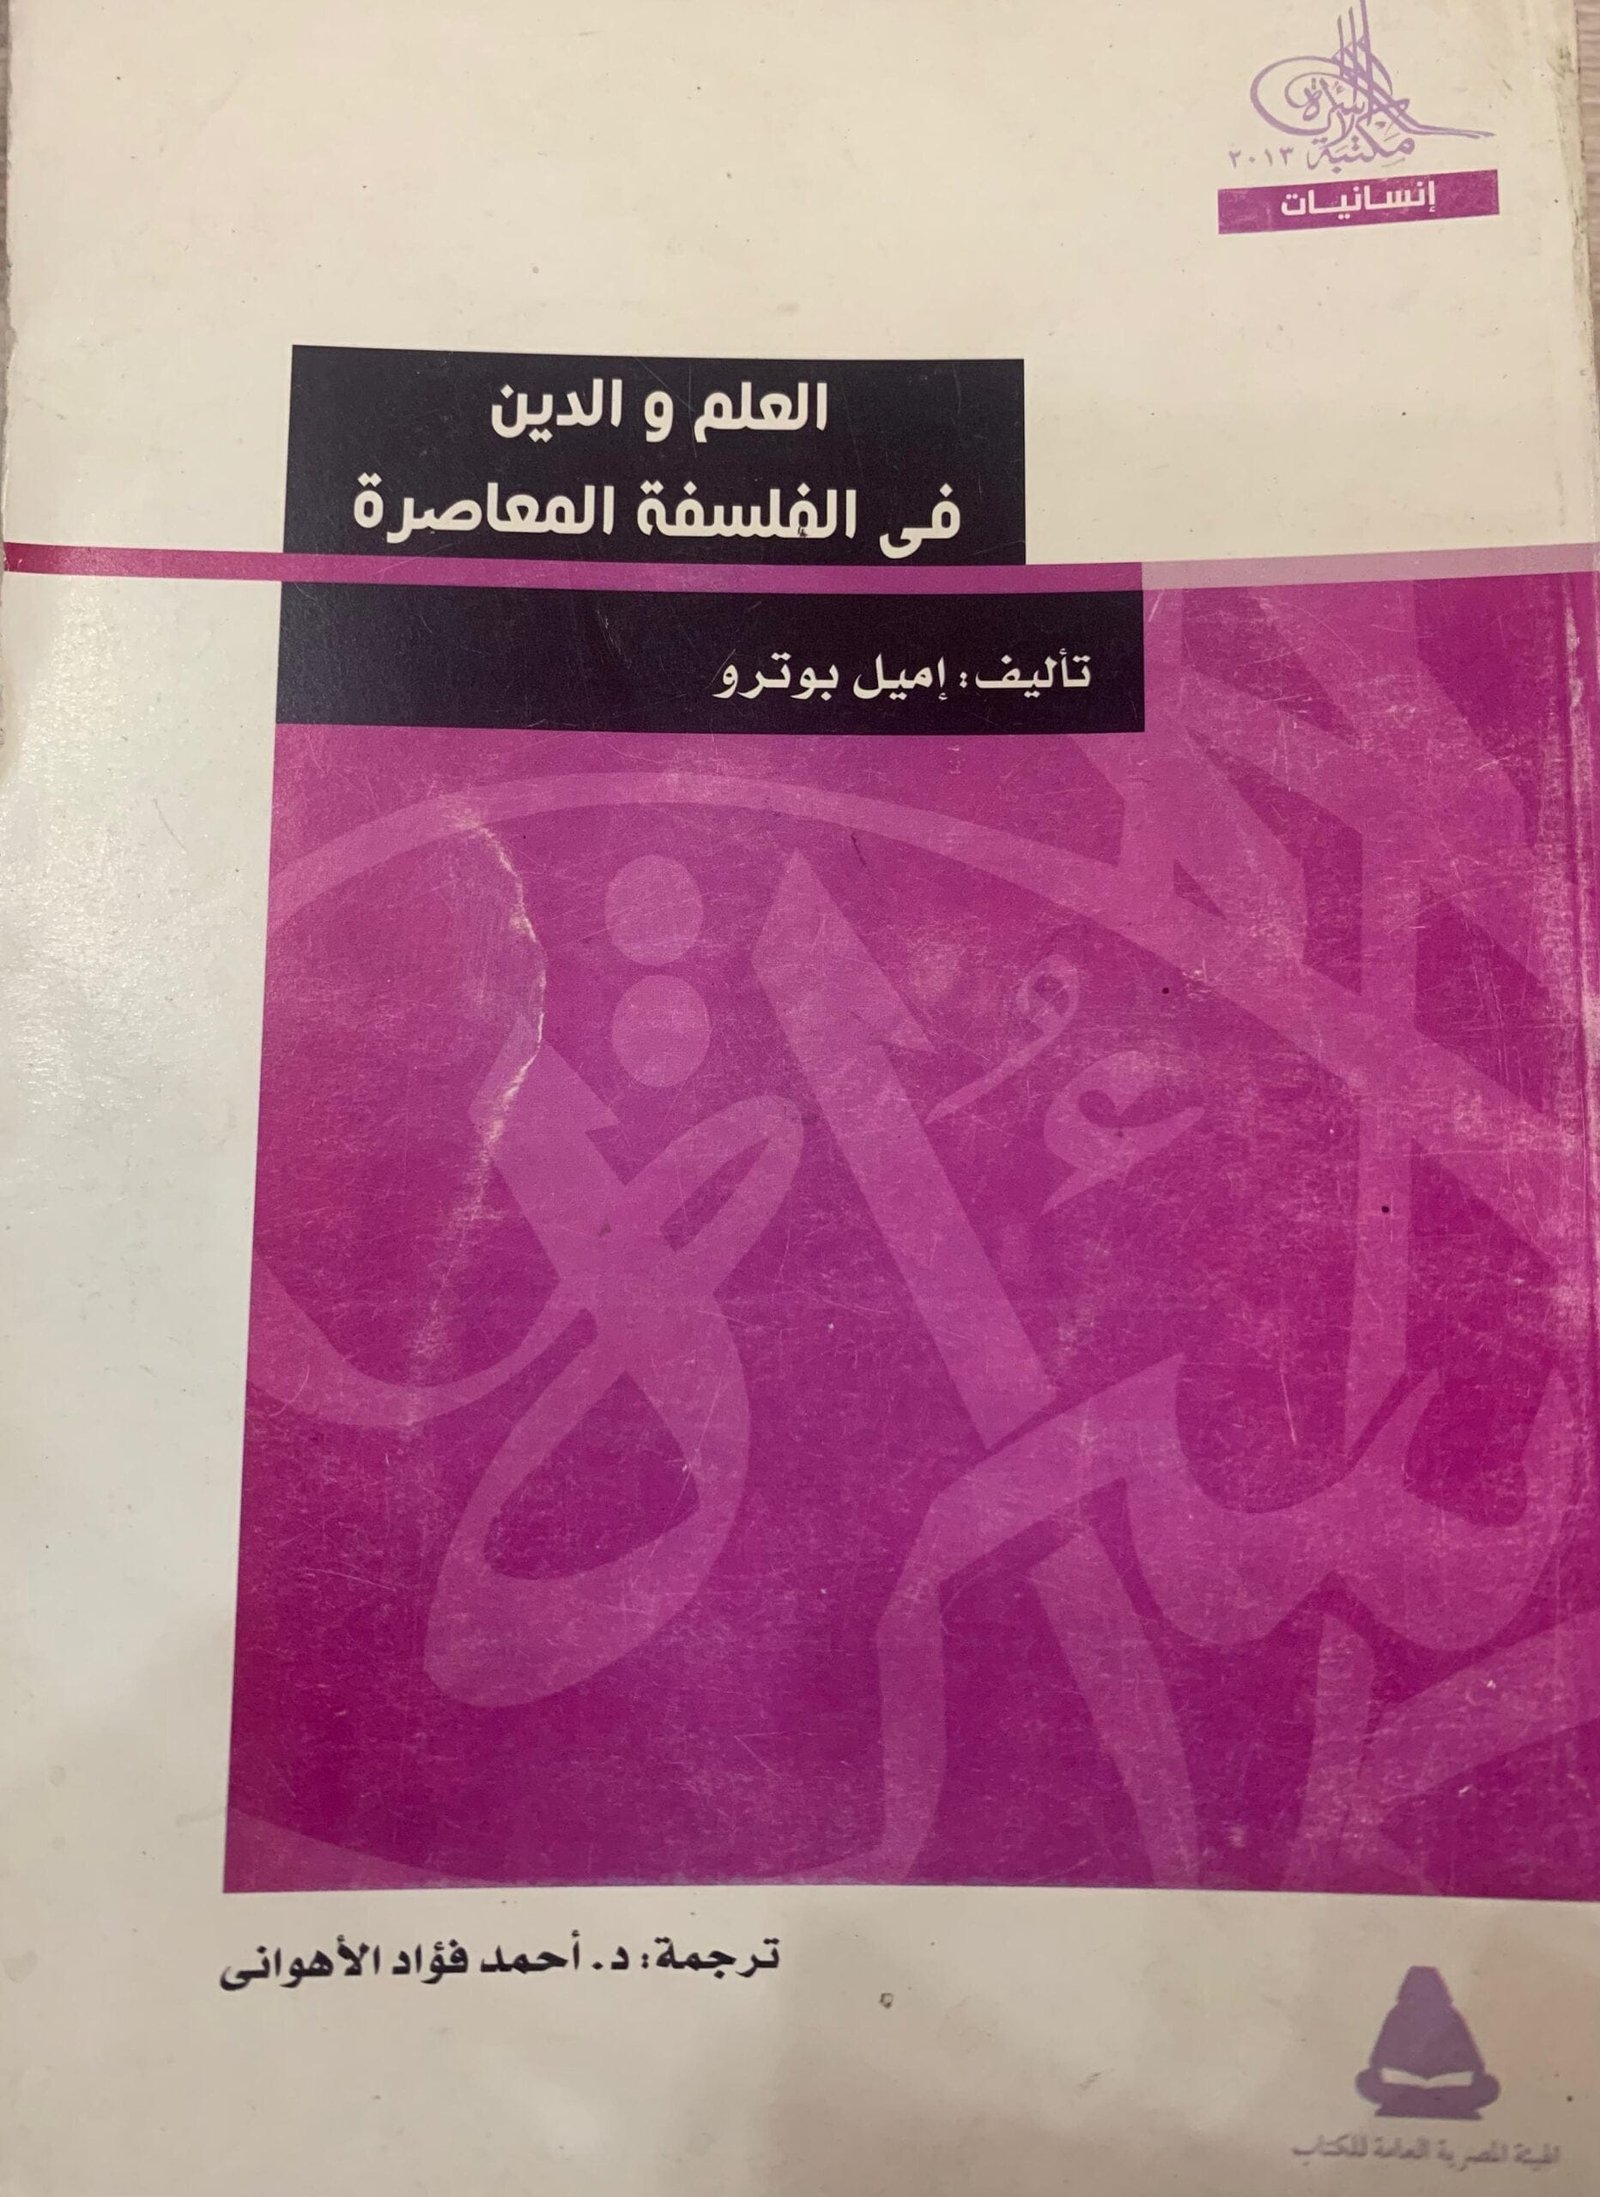 مكتبة الأسرة ٢٠١٣
إنسانيات
العلم و الدين
فى الفلسفة المعاصرة
تأليف: إميل بوترو
ترجمة: د. أحمد فؤاد الأهوانى
الهيئة المصرية العامة للكتاب